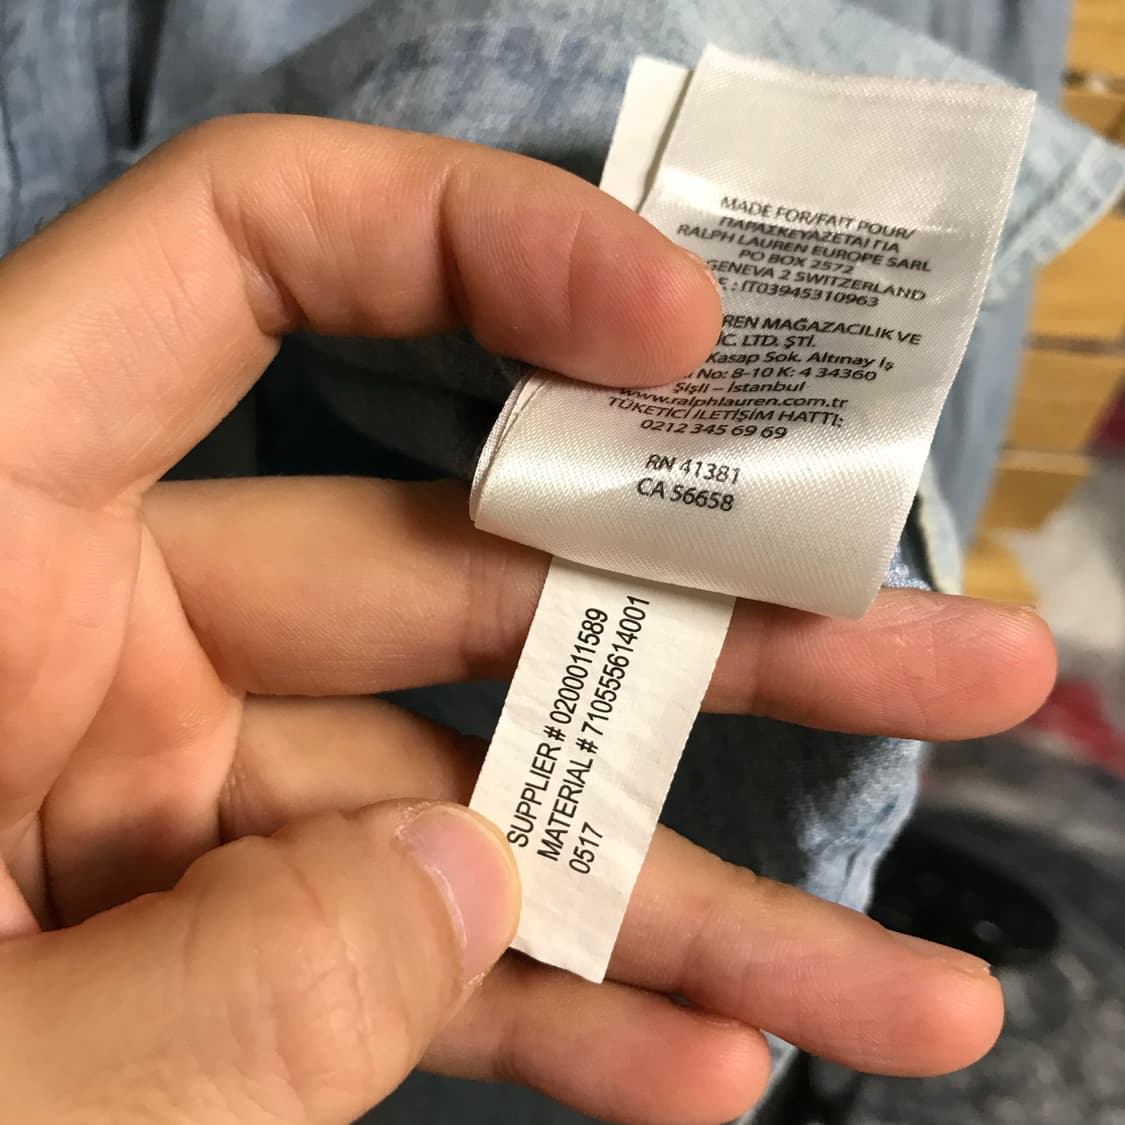 MADE FOR/FAIT POUR/
ΠΑΡΑΣΚΕΥΑΖΕΤΑΙ ΓΙΑ
RALPH LAUREN EUROPE SARL
PO BOX 2572
GENEVA 2 SWITZERLAND
: IT03945310963
REN MAĞAZACILIK VE
C. LTD. ŞTİ.
Kasap Sok. Altınay İş
No: 8-10 K: 4 34360
Şişli – İstanbul
www.ralphlauren.com.tr
TÜKETİCİ İLETİŞİM HATTI:
0212 345 69 69
RN 41381
CA 56658
SUPPLIER # 0200011589
MATERIAL # 710555614001
0517